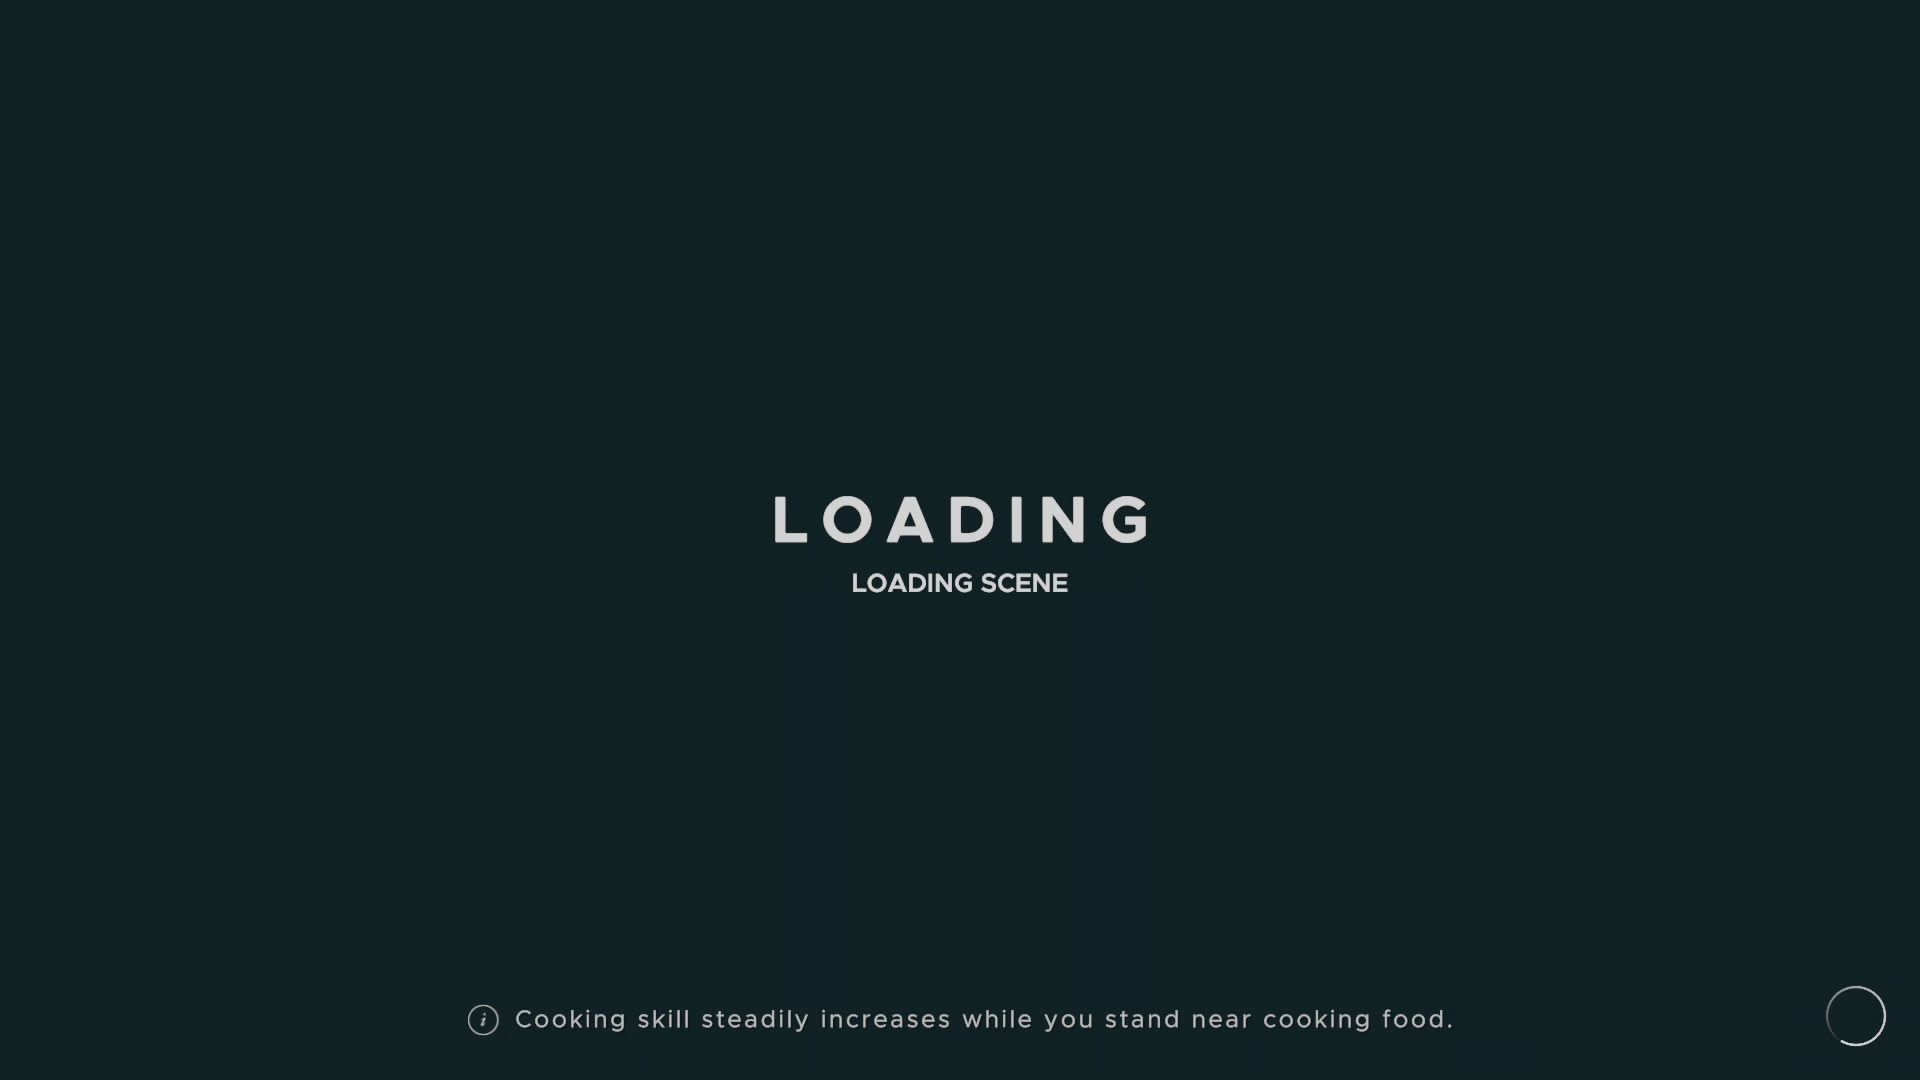 LOADING
LOADING SCENE
Cooking skill steadily increases while you stand near cooking food.